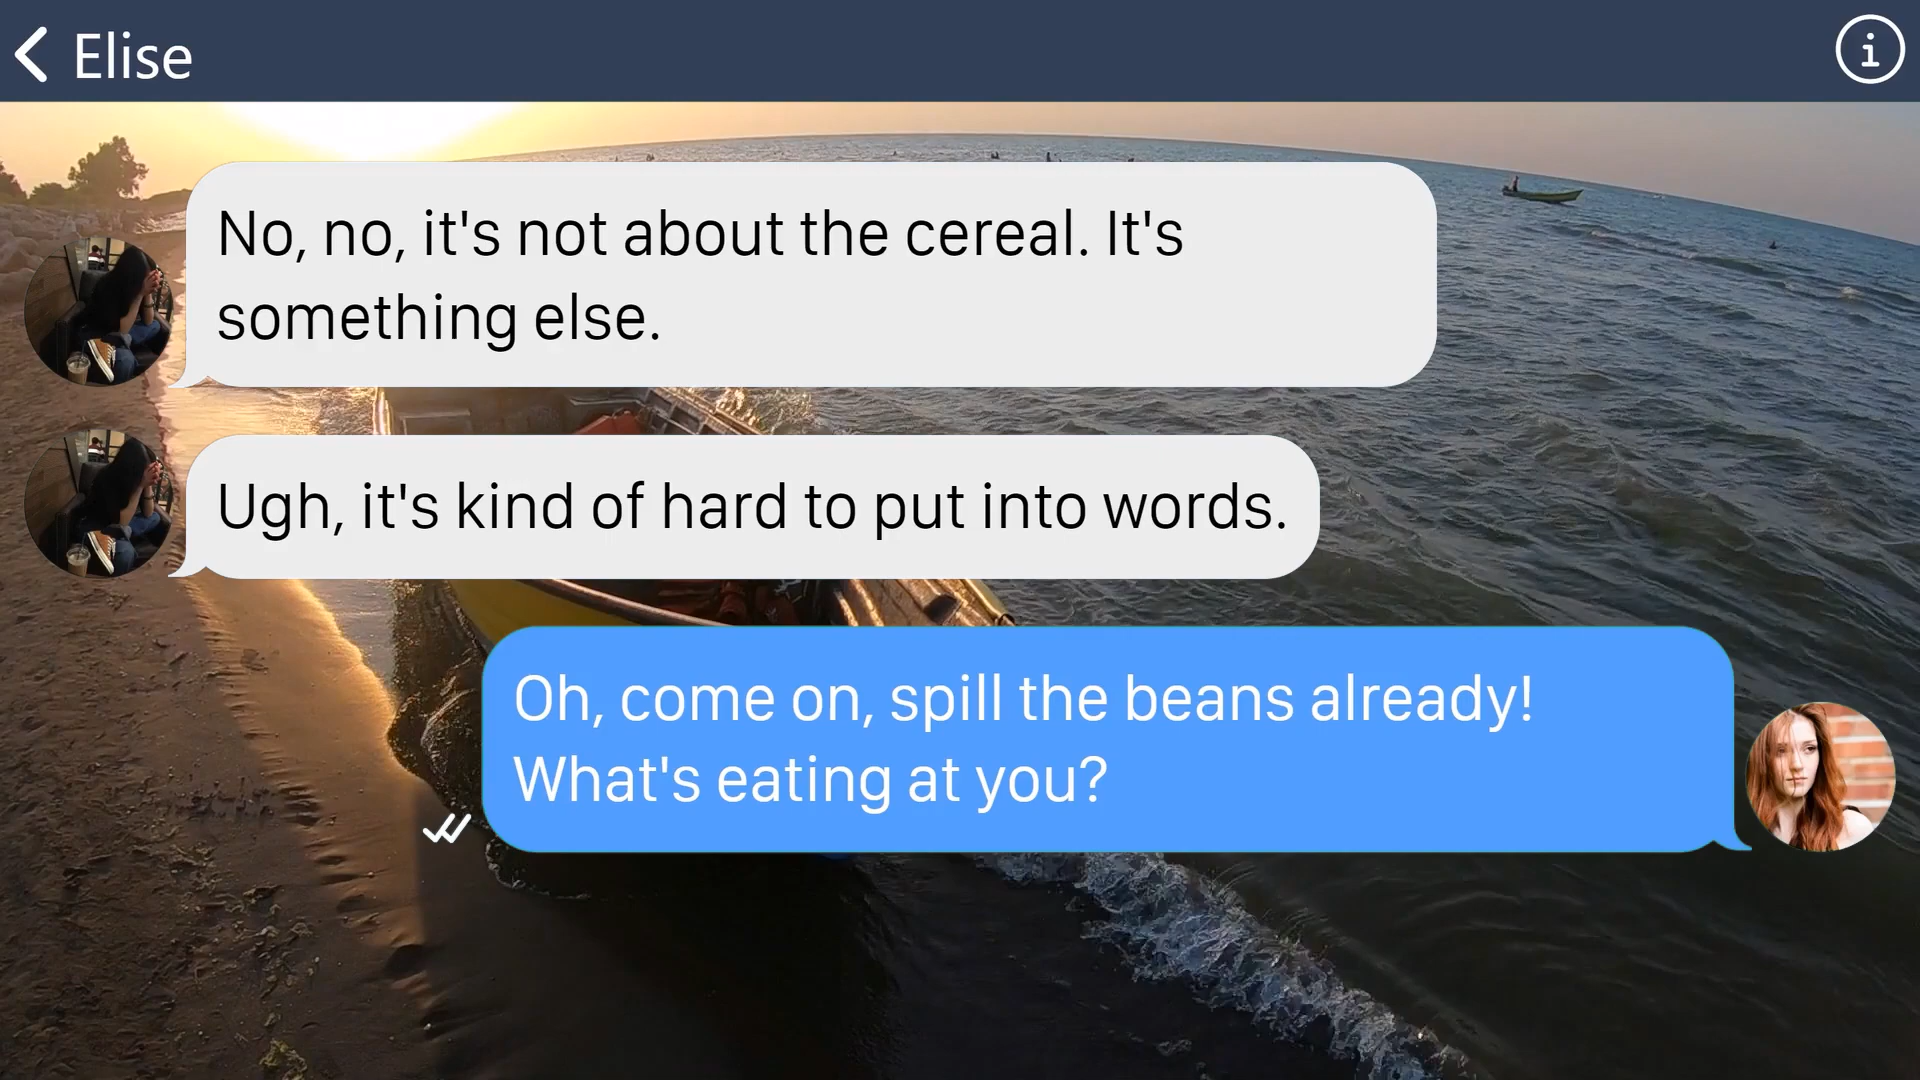 Elise
No, no, it's not about the cereal. It's
something else.
Ugh, it's kind of hard to put into words.
Oh, come on, spill the beans already!
What's eating at you?